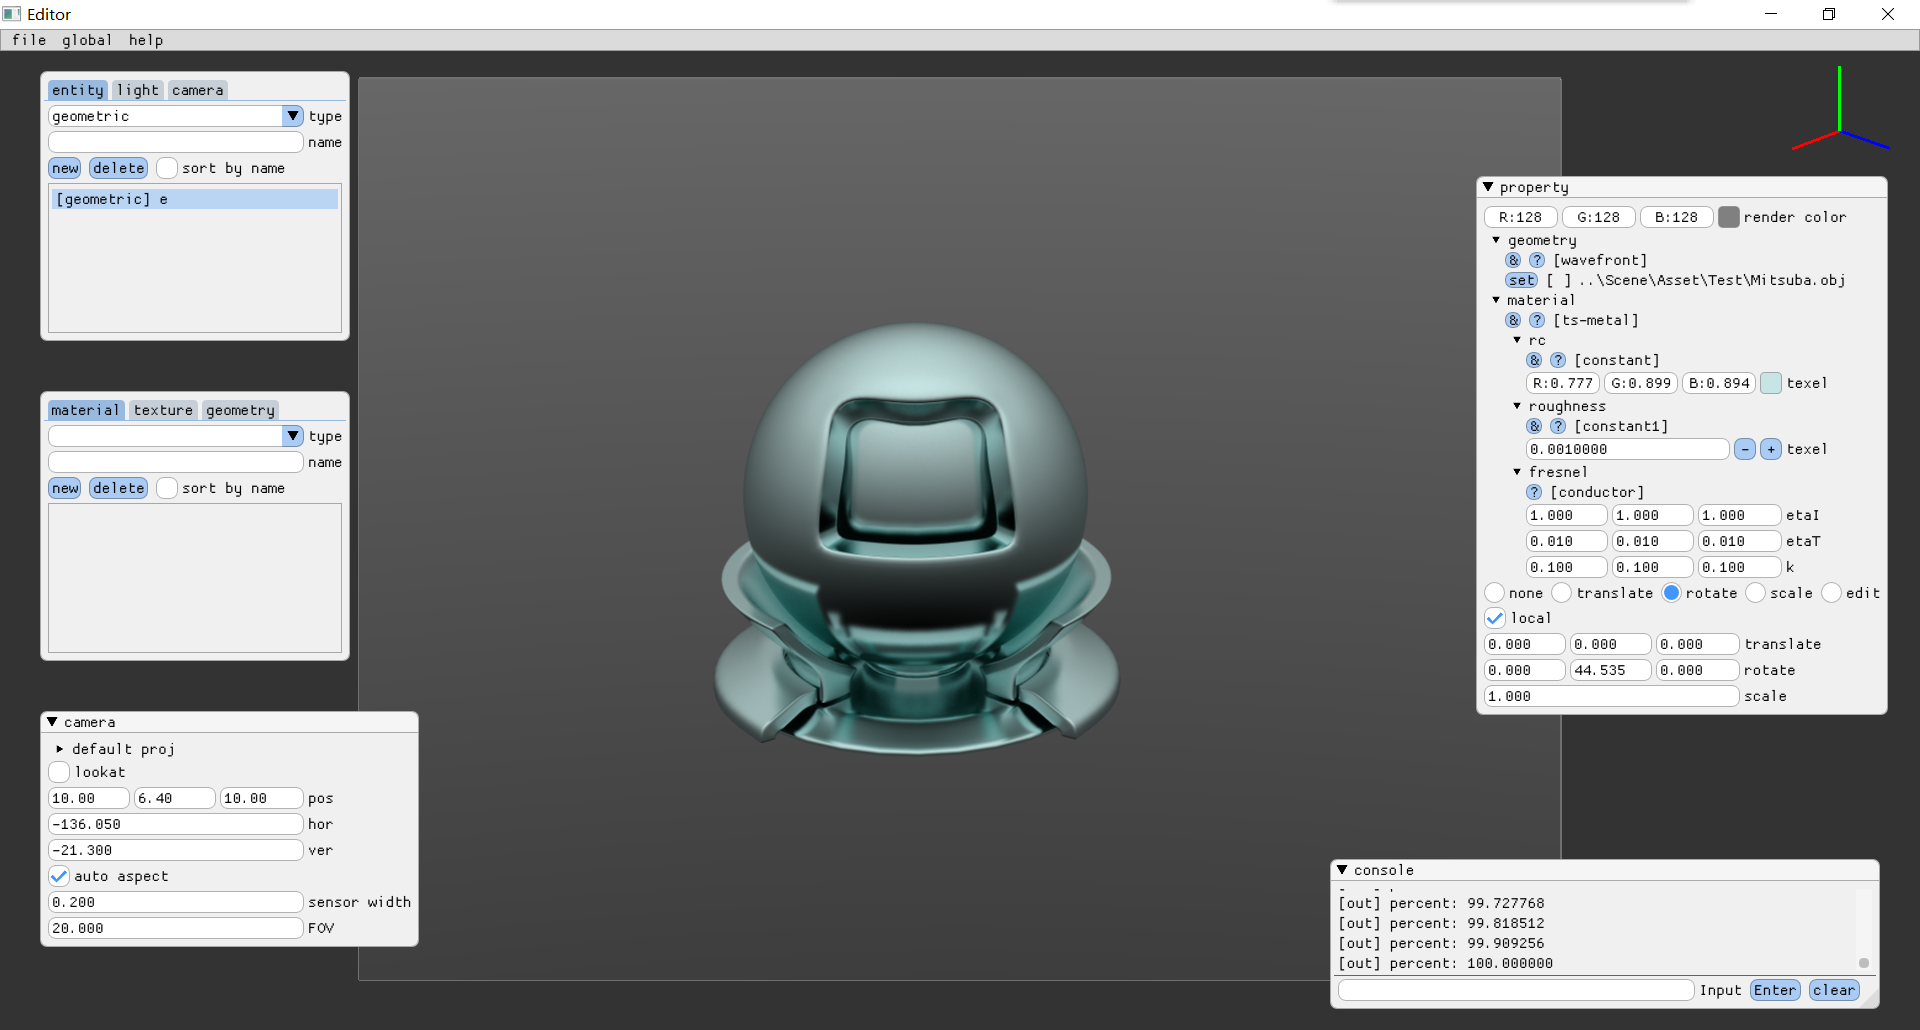 Editor
file global help
entity light camera
geometric type
name
new delete sort by name
[geometric] e
material texture geometry
type
name
new delete sort by name
camera
default proj
lookat
10.00 6.40 10.00 pos
-136.050 hor
-21.300 ver
auto aspect
0.200 sensor width
20.000 FOV
property
R:128 G:128 B:128 render color
geometry
& ? [wavefront]
set [ ] ..\Scene\Asset\Test\Mitsuba.obj
material
& ? [ts-metal]
rc
& ? [constant]
R:0.777 G:0.899 B:0.894 texel
roughness
& ? [constant1]
0.0010000 - + texel
fresnel
? [conductor]
1.000 1.000 1.000 etaI
0.010 0.010 0.010 etaT
0.100 0.100 0.100 k
none translate rotate scale edit
local
0.000 0.000 0.000 translate
0.000 44.535 0.000 rotate
1.000 scale
console
[out] percent: 99.727768
[out] percent: 99.818512
[out] percent: 99.909256
[out] percent: 100.000000
Input Enter clear